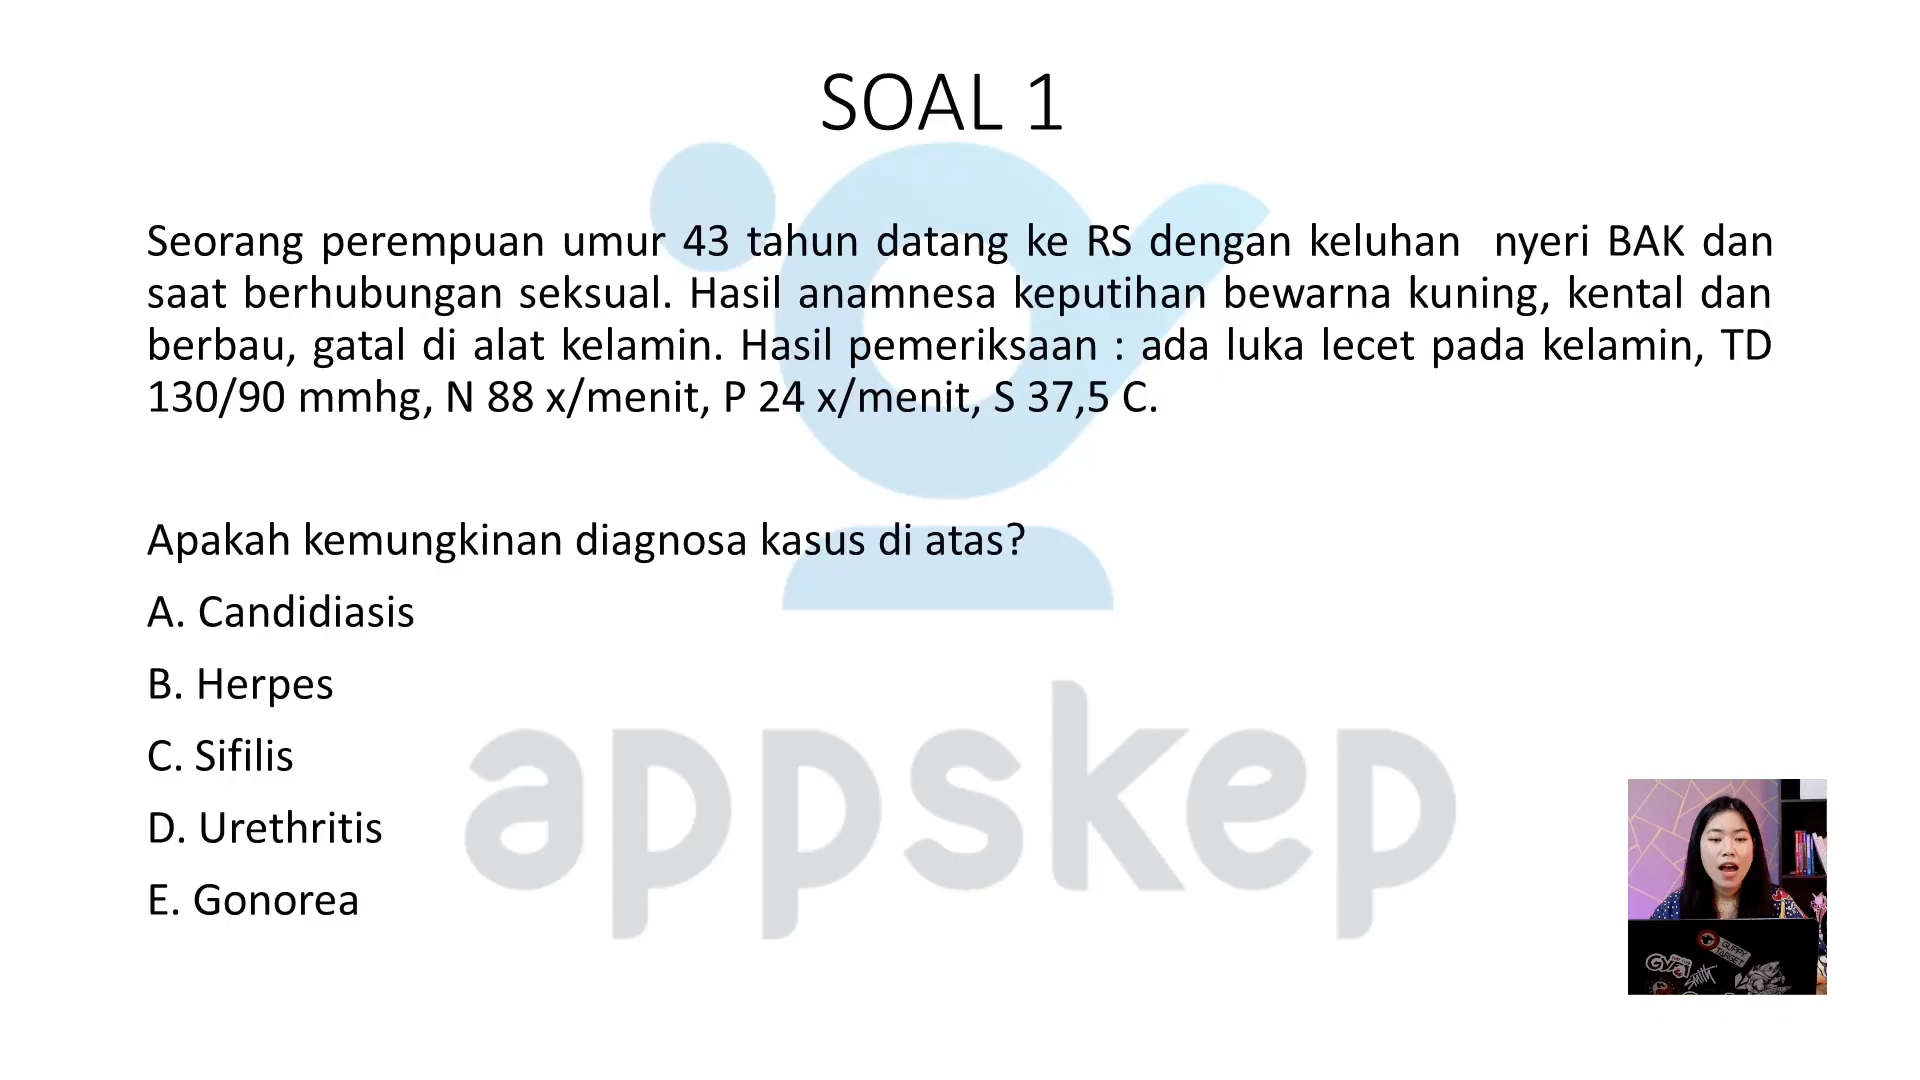 SOAL 1
Seorang perempuan umur 43 tahun datang ke RS dengan keluhan nyeri BAK dan
saat berhubungan seksual. Hasil anamnesa keputihan bewarna kuning, kental dan
berbau, gatal di alat kelamin. Hasil pemeriksaan : ada luka lecet pada kelamin, TD
130/90 mmhg, N 88 x/menit, P 24 x/menit, S 37,5 C.
Apakah kemungkinan diagnosa kasus di atas?
A. Candidiasis
B. Herpes
C. Sifilis
D. Urethritis
E. Gonorea
appskep
GUPPY
TARGET